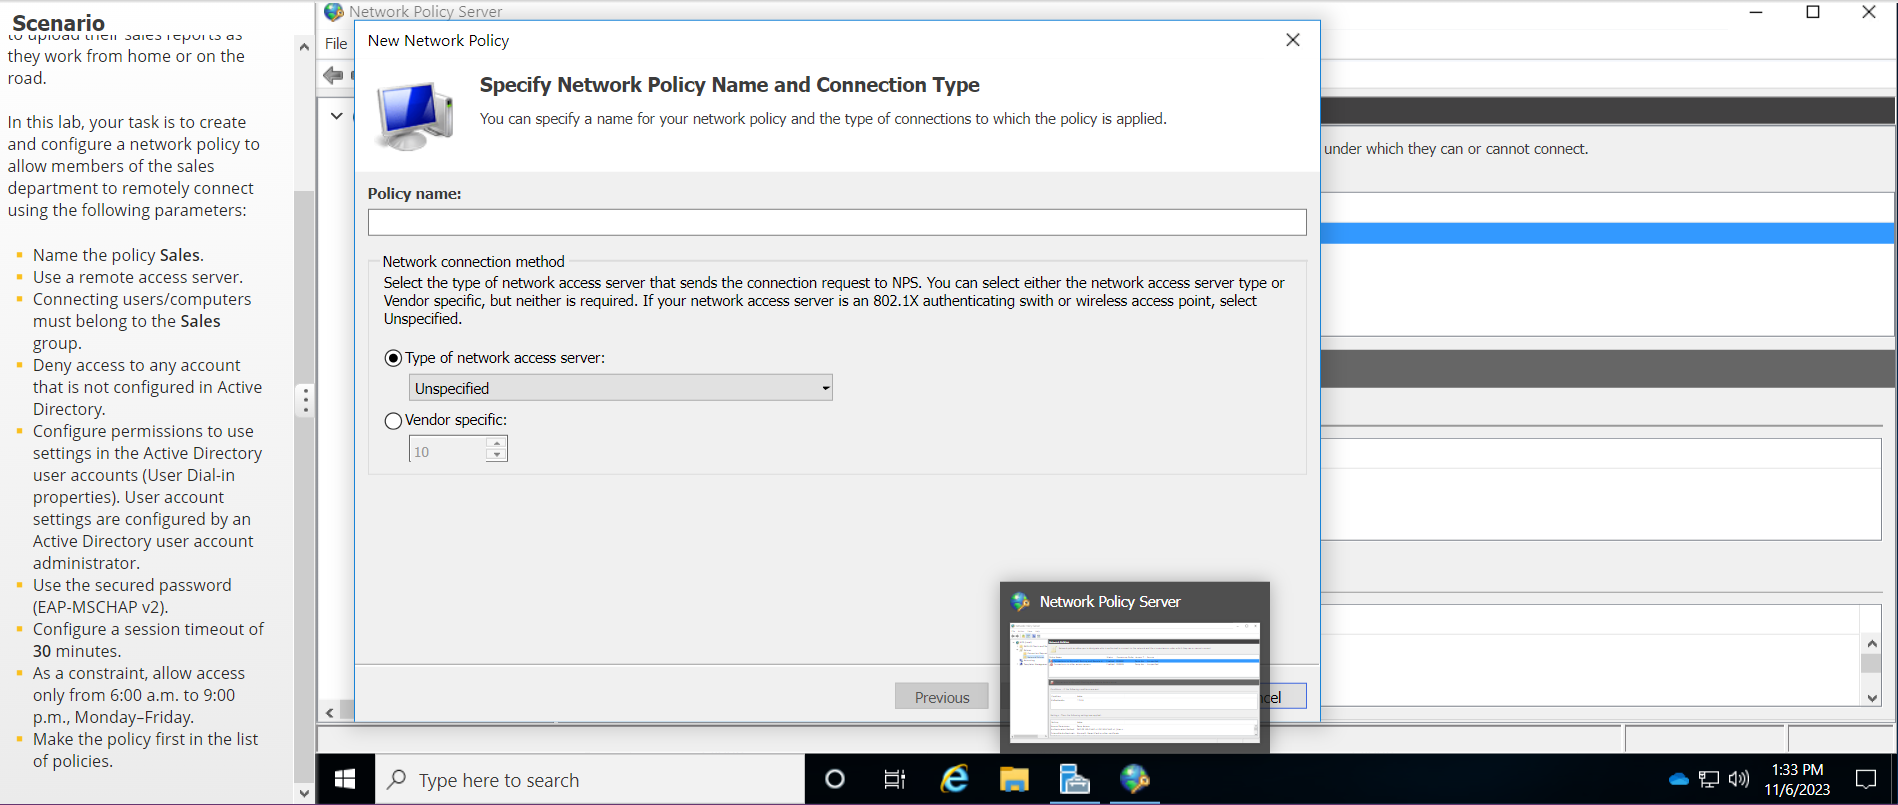 Scenario
to upload their sales reports as
they work from home or on the
road.
In this lab, your task is to create
and configure a network policy to
allow members of the sales
department to remotely connect
using the following parameters:
Name the policy Sales.
Use a remote access server.
Connecting users/computers
must belong to the Sales
group.
Deny access to any account
that is not configured in Active
Directory.
Configure permissions to use
settings in the Active Directory
user accounts (User Dial-in
properties). User account
settings are configured by an
Active Directory user account
administrator.
Use the secured password
(EAP-MSCHAP v2).
Configure a session timeout of
30 minutes.
As a constraint, allow access
only from 6:00 a.m. to 9:00
p.m., Monday–Friday.
Make the policy first in the list
of policies.
Network Policy Server
File
New Network Policy
Specify Network Policy Name and Connection Type
You can specify a name for your network policy and the type of connections to which the policy is applied.
under which they can or cannot connect.
Policy name:
Network connection method
Select the type of network access server that sends the connection request to NPS. You can select either the network access server type or
Vendor specific, but neither is required. If your network access server is an 802.1X authenticating swith or wireless access point, select
Unspecified.
Type of network access server:
Unspecified
Vendor specific:
10
Previous
cel
Network Policy Server
Type here to search
1:33 PM
11/6/2023